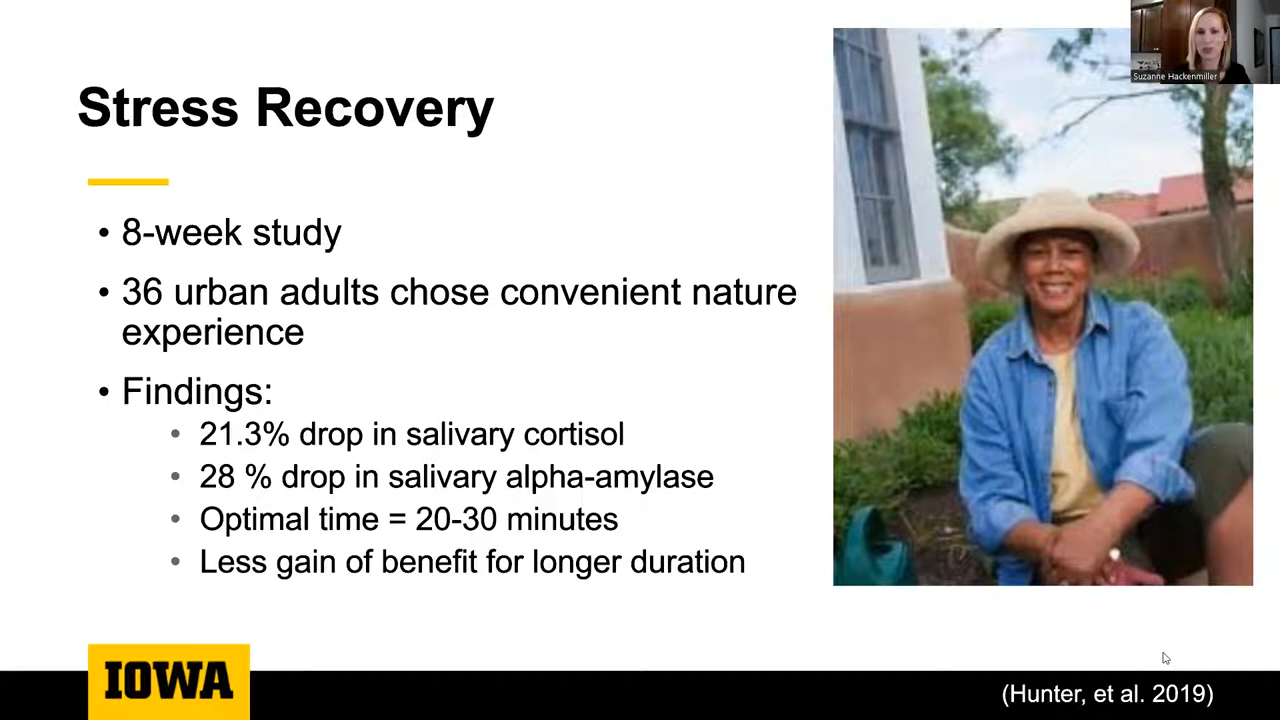 Suzanne Hackenmiller
Stress Recovery
• 8-week study
• 36 urban adults chose convenient nature
experience
• Findings:
• 21.3% drop in salivary cortisol
• 28 % drop in salivary alpha-amylase
• Optimal time = 20-30 minutes
• Less gain of benefit for longer duration
IOWA
(Hunter, et al. 2019)